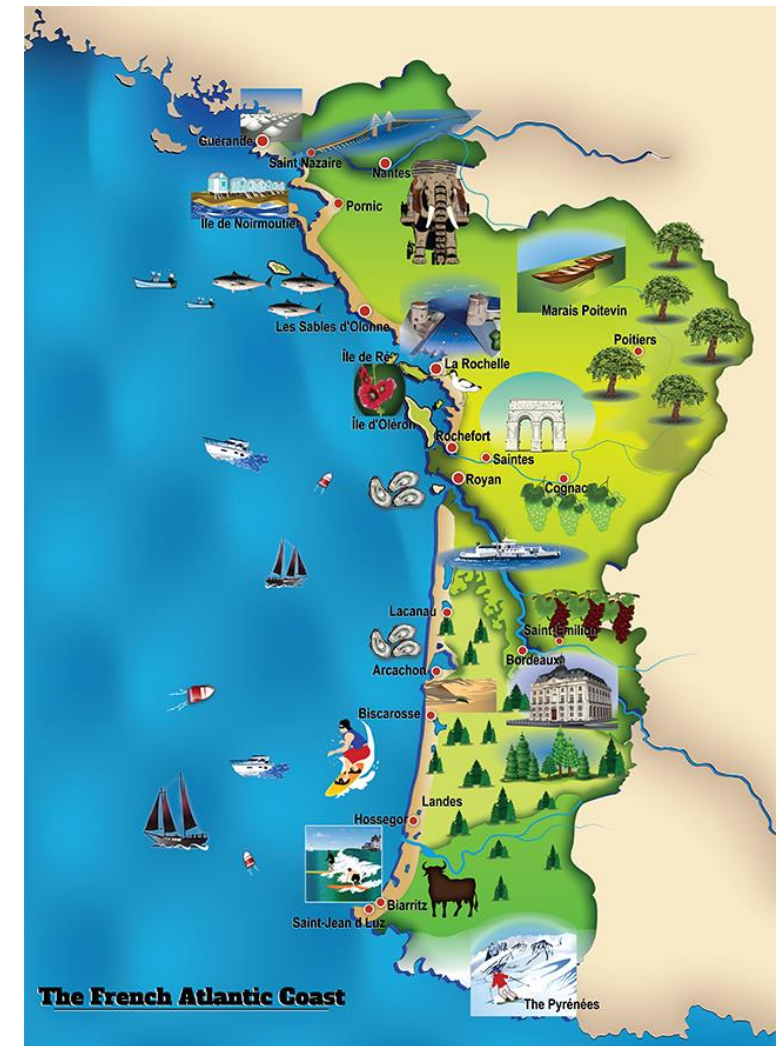 Guérande
Saint Nazaire
Nantes
Île de Noirmoutier
Pornic
Marais Poitevin
Les Sables d'Olonne
Poitiers
Île de Ré
La Rochelle
Île d'Oléron
Rochefort
Saintes
Royan
Cognac
Lacanau
Saint-Emilion
Bordeaux
Arcachon
Biscarosse
Landes
Hossegor
Biarritz
Saint-Jean d Luz
The French Atlantic Coast
The Pyrénées